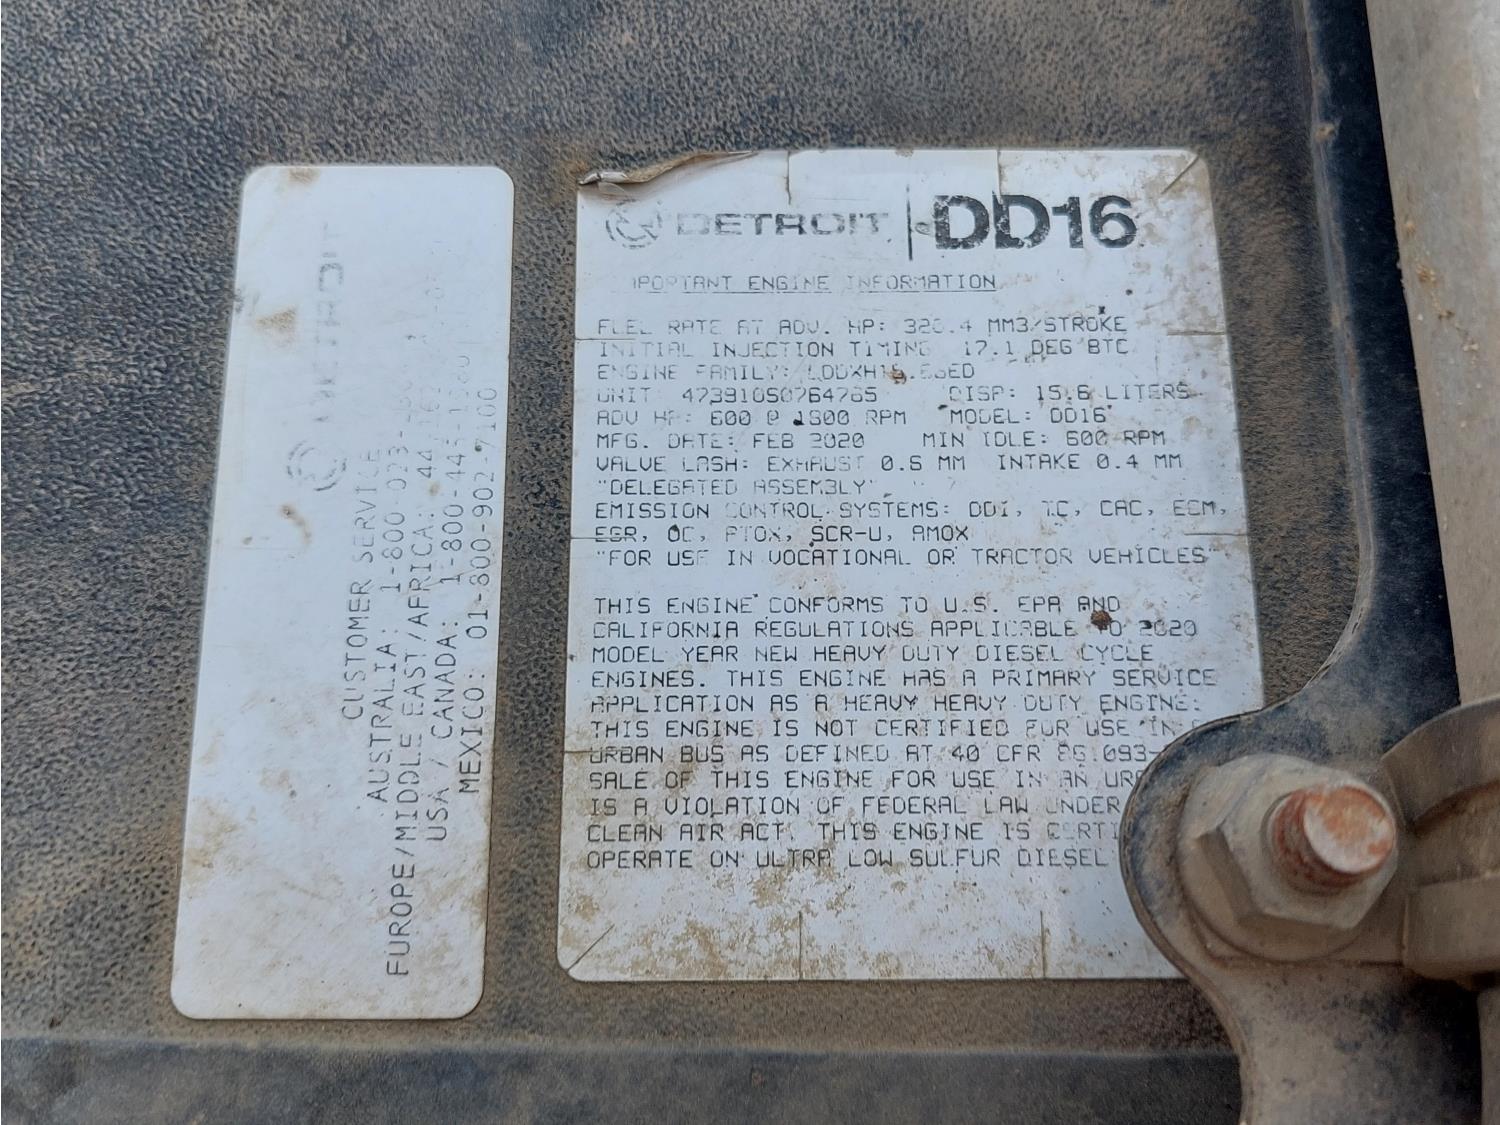 DETROIT
CUSTOMER SERVICE
AUSTRALIA: 1-800-023-
EUROPE/MIDDLE EAST/AFRICA: 44
USA / CANADA: 1-800-445-1980
MEXICO: 01-800-902-7100
DETROIT DD16
IMPORTANT ENGINE INFORMATION
FUEL RATE AT ADV. HP: MM3/STROKE
INITIAL INJECTION TIMING 17.1 DEG BTC
ENGINE FAMILY:
UNIT: DISP: 15.6 LITERS
ADV HP: 600 @ 1800 RPM MODEL: DD16
MFG. DATE: FEB 2020 MIN IDLE: 600 RPM
VALVE LASH: EXHAUST INTAKE 0.4 MM
"DELEGATED ASSEMBLY"
EMISSION CONTROL SYSTEMS: DDI, TC, CAC, ECM,
EGR, OC, PTOX, SCR-U, AMOX
"FOR USE IN VOCATIONAL OR TRACTOR VEHICLES"
THIS ENGINE CONFORMS TO U.S. EPA AND
CALIFORNIA REGULATIONS APPLICABLE TO 2020
MODEL YEAR NEW HEAVY DUTY DIESEL CYCLE
ENGINES. THIS ENGINE HAS A PRIMARY SERVICE
APPLICATION AS A HEAVY HEAVY DUTY ENGINE.
THIS ENGINE IS NOT CERTIFIED FOR USE IN
URBAN BUS AS DEFINED AT 40 CFR 86.093-
SALE OF THIS ENGINE FOR USE IN AN
IS A VIOLATION OF FEDERAL LAW UNDER
CLEAN AIR ACT. THIS ENGINE IS
OPERATE ON ULTRA LOW SULFUR DIESEL